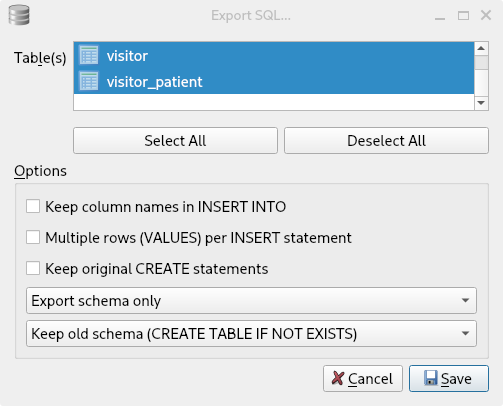 Export SQL...
Table(s)
visitor
visitor_patient
Select All
Deselect All
Options
Keep column names in INSERT INTO
Multiple rows (VALUES) per INSERT statement
Keep original CREATE statements
Export schema only
Keep old schema (CREATE TABLE IF NOT EXISTS)
Cancel
Save